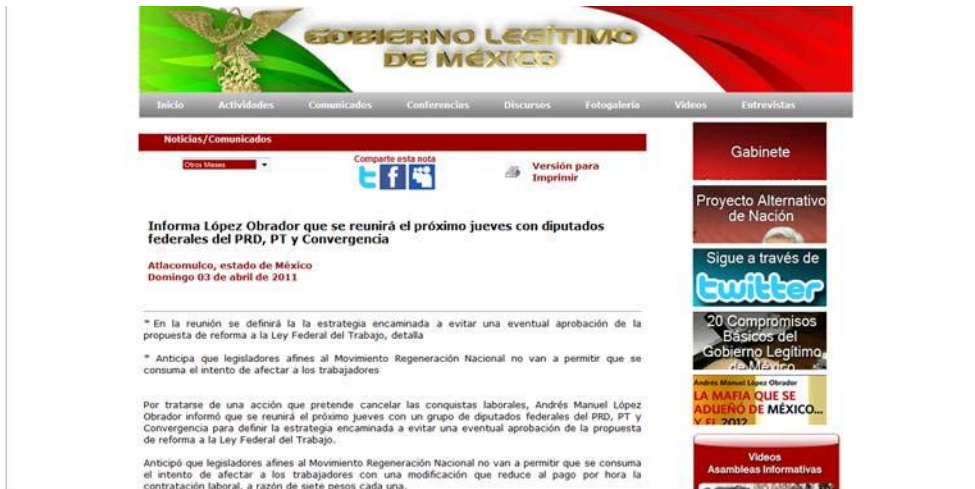 GOBIERNO LEGÍTIMO
DE MÉXICO
Inicio Actividades Comunicados Conferencias Discursos Fotogalería Videos Entrevistas
Noticias/Comunicados
Otros Meses
Comparte esta nota
Versión para
Imprimir
Informa López Obrador que se reunirá el próximo jueves con diputados
federales del PRD, PT y Convergencia
Atlacomulco, estado de México
Domingo 03 de abril de 2011
* En la reunión se definirá la la estrategia encaminada a evitar una eventual aprobación de la
propuesta de reforma a la Ley Federal del Trabajo, detalla
* Anticipa que legisladores afines al Movimiento Regeneración Nacional no van a permitir que se
consuma el intento de afectar a los trabajadores
Por tratarse de una acción que pretende cancelar las conquistas laborales, Andrés Manuel López
Obrador informó que se reunirá el próximo jueves con un grupo de diputados federales del PRD, PT y
Convergencia para definir la estrategia encaminada a evitar una eventual aprobación de la propuesta
de reforma a la Ley Federal del Trabajo.
Anticipó que legisladores afines al Movimiento Regeneración Nacional no van a permitir que se consuma
el intento de afectar a los trabajadores con una modificación que reduce al pago por hora la
contratación laboral, a razón de siete pesos cada una.
Gabinete
Proyecto Alternativo
de Nación
Sigue a través de
twitter
20 Compromisos
Básicos del
Gobierno Legítimo
de México
Andrés Manuel López Obrador
LA MAFIA QUE SE
ADUEÑÓ DE MÉXICO...
Y EL 2012
Videos
Asambleas Informativas